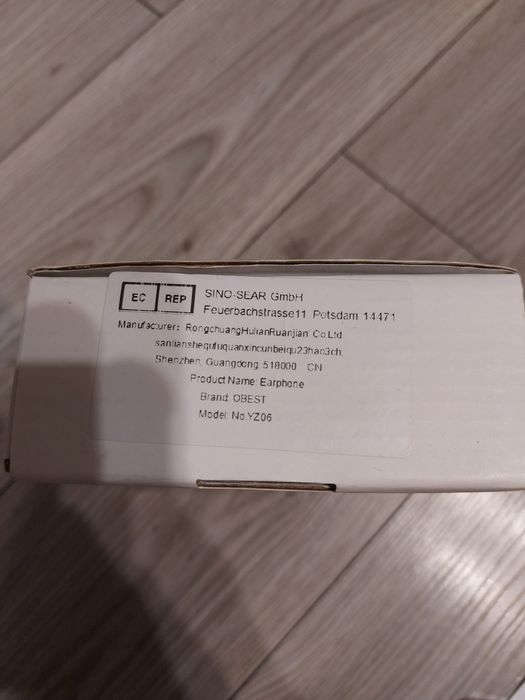 EC REP
SINO-SEAR GmbH
Feuerbachstrasse11, Potsdam 14471
Manufacturer: RongchuangHulianRuanjian Co.Ltd
sanlianshequfuquanxincunbeiqu23han3ch,
Shenzhen, Guangdong 518000 CN
Product Name: Earphone
Brand: OBEST
Model: No.YZ06